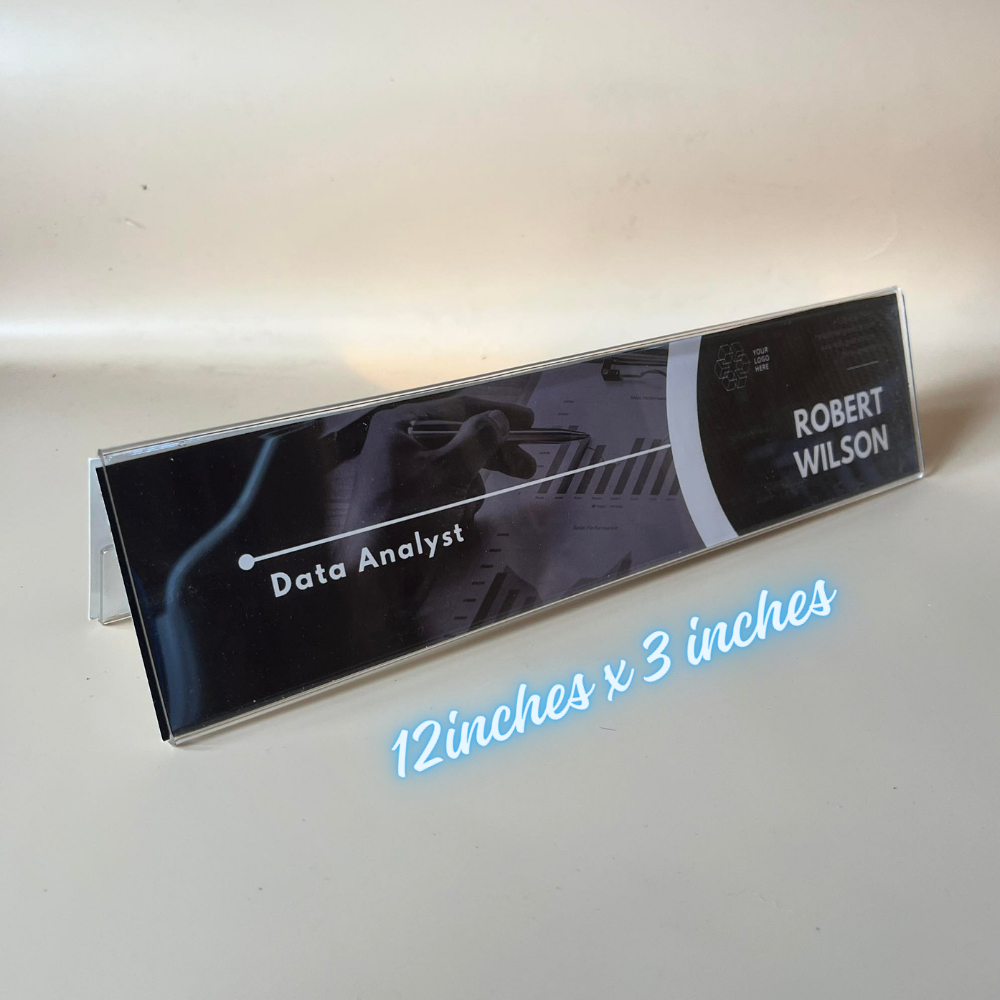 YOUR
LOGO
HERE
ROBERT
WILSON
Data Analyst
12inches x 3 inches